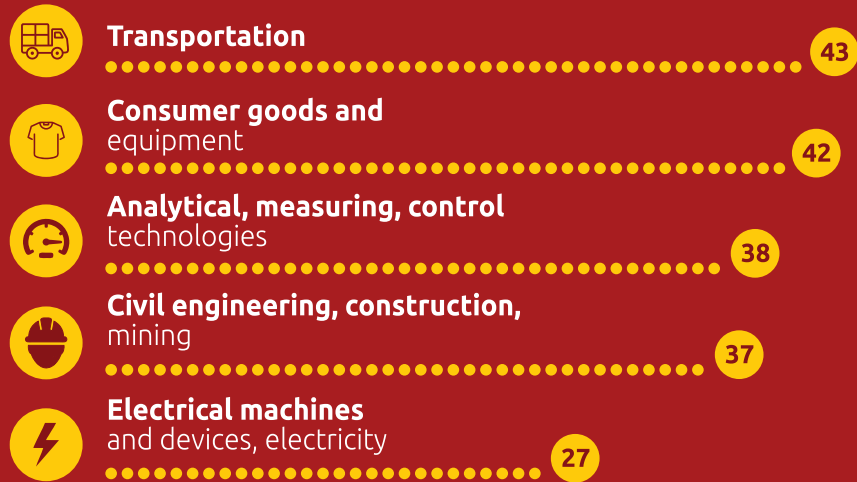 Transportation
43
Consumer goods and
equipment
42
Analytical, measuring, control
technologies
38
Civil engineering, construction,
mining
37
Electrical machines
and devices, electricity
27